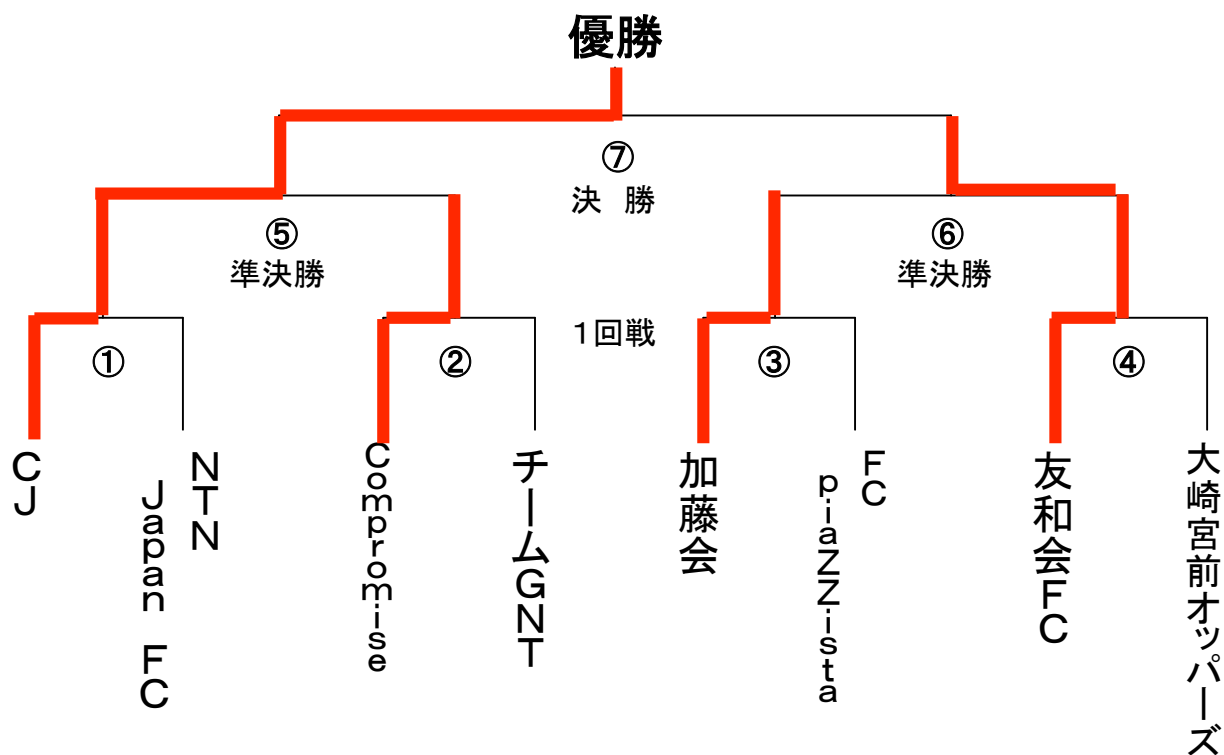 優勝
⑦
決 勝
⑤
準決勝
⑥
準決勝
1回戦
①
②
③
④
CJ
NTN
Japan FC
Compromise
チームGNT
加藤会
FC
piaZZista
友和会FC
大崎宮前オッパーズ